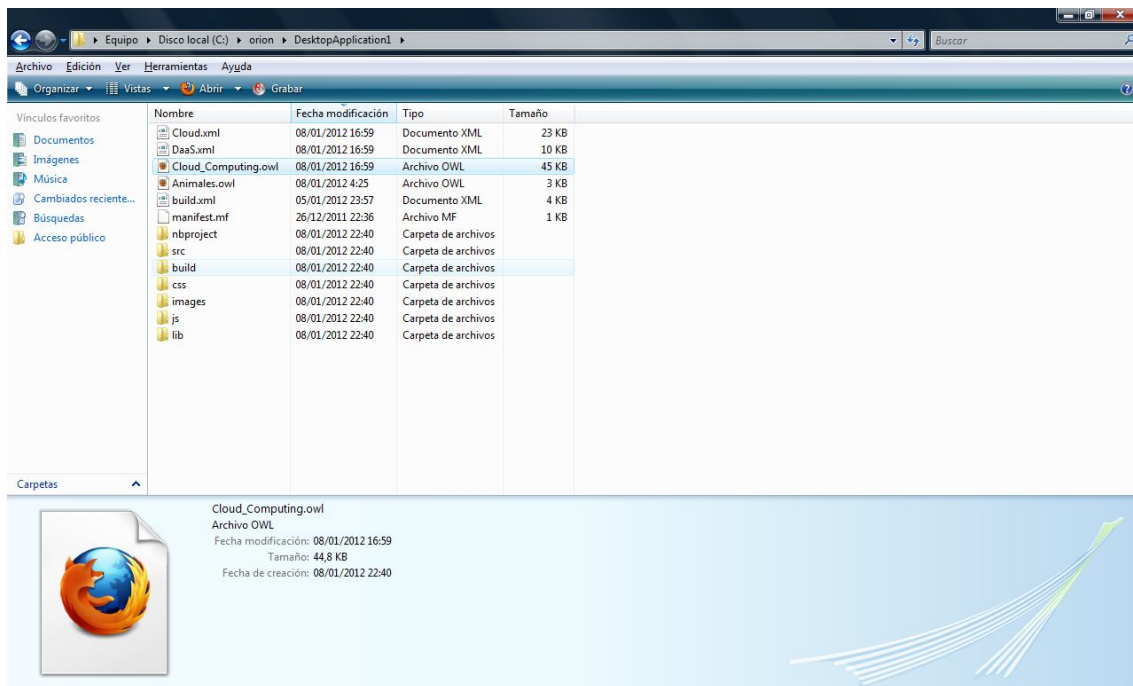 Equipo ▸ Disco local (C:) ▸ orion ▸ DesktopApplication1 ▸
Buscar
Archivo Edición Ver Herramientas Ayuda
Organizar Vistas Abrir Grabar
Vínculos favoritos
Documentos
Imágenes
Música
Cambiados reciente...
Búsquedas
Acceso público
Carpetas
Nombre Fecha modificación Tipo Tamaño
Cloud.xml 08/01/2012 16:59 Documento XML 23 KB
DaaS.xml 08/01/2012 16:59 Documento XML 10 KB
Cloud_Computing.owl 08/01/2012 16:59 Archivo OWL 45 KB
Animales.owl 08/01/2012 4:25 Archivo OWL 3 KB
build.xml 05/01/2012 23:57 Documento XML 4 KB
manifest.mf 26/12/2011 22:36 Archivo MF 1 KB
nbproject 08/01/2012 22:40 Carpeta de archivos
src 08/01/2012 22:40 Carpeta de archivos
build 08/01/2012 22:40 Carpeta de archivos
css 08/01/2012 22:40 Carpeta de archivos
images 08/01/2012 22:40 Carpeta de archivos
js 08/01/2012 22:40 Carpeta de archivos
lib 08/01/2012 22:40 Carpeta de archivos
Cloud_Computing.owl
Archivo OWL
Fecha modificación: 08/01/2012 16:59
Tamaño: 44,8 KB
Fecha de creación: 08/01/2012 22:40